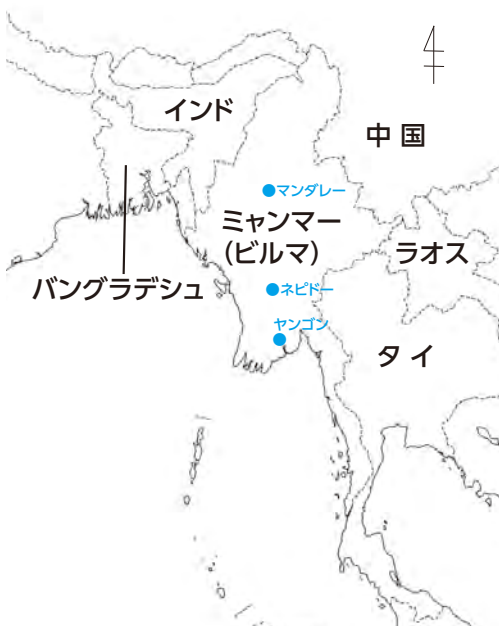 インド
中国
マンダレー
ミャンマー
(ビルマ)
ラオス
バングラデシュ
ネピドー
ヤンゴン
タイ